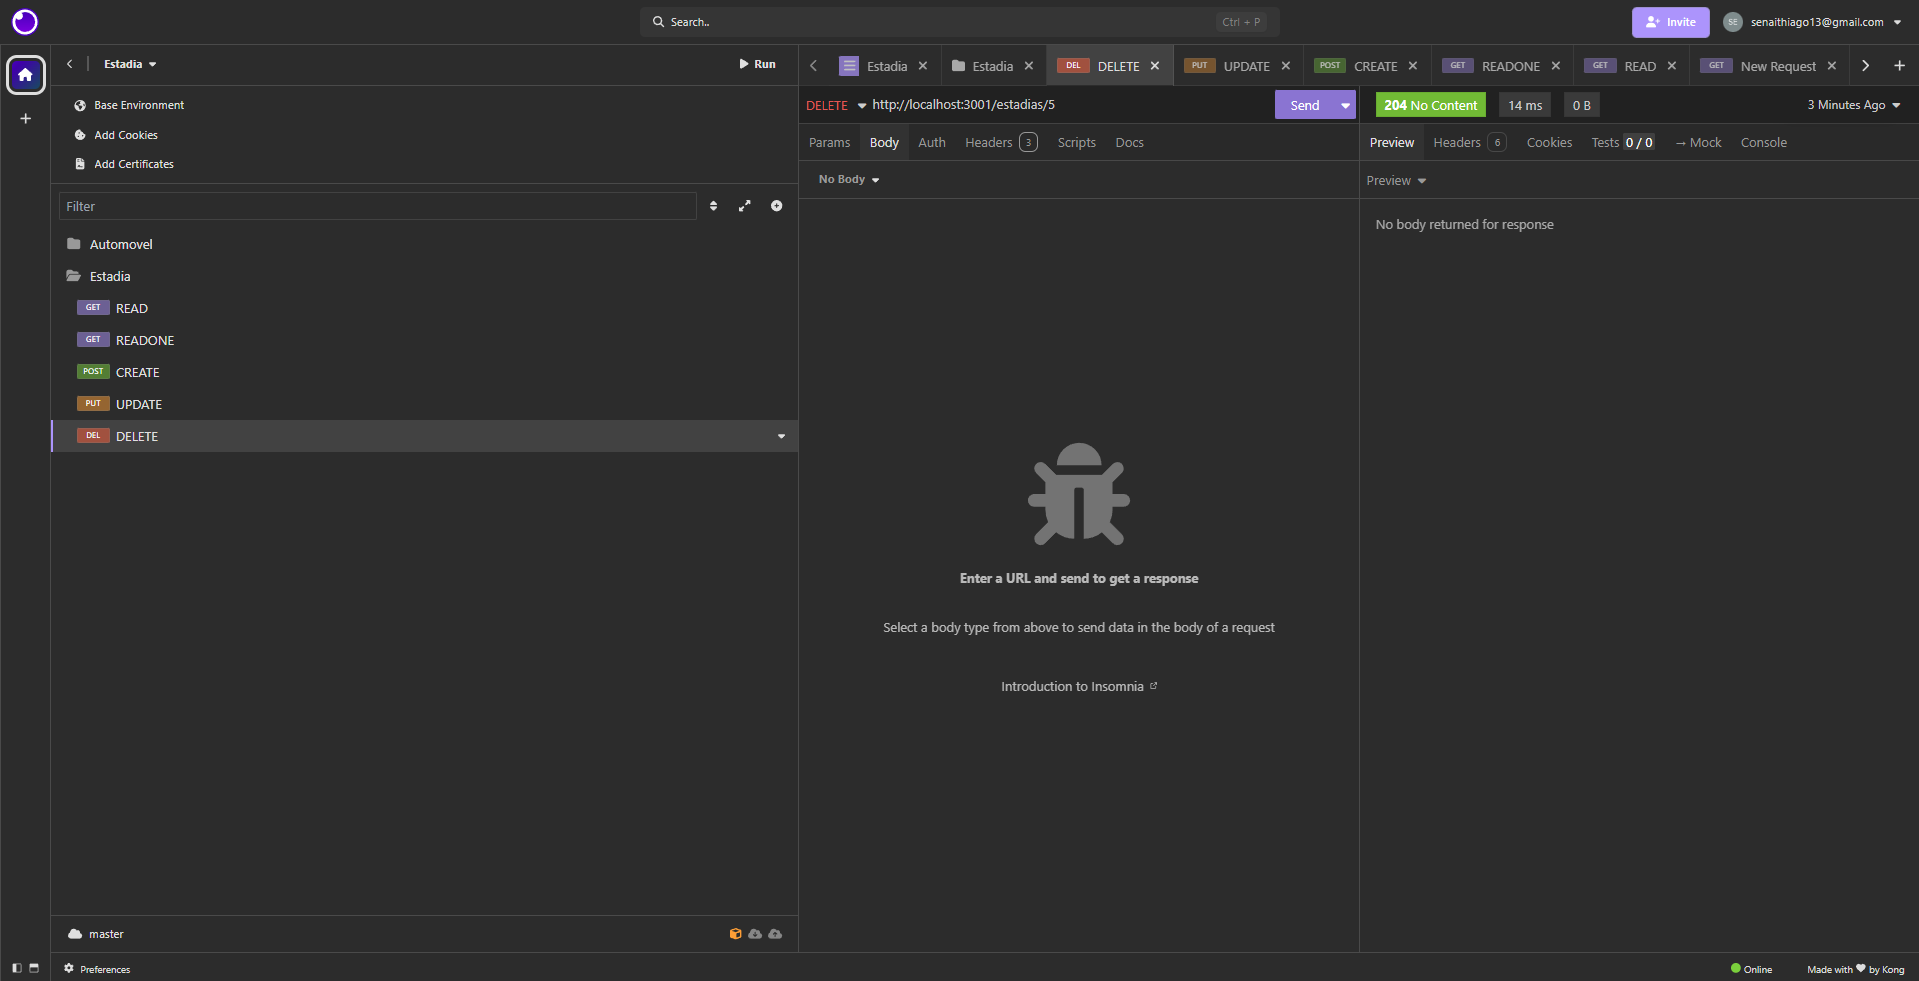 Search..
Ctrl + P
Invite
SE
senaithiago13@gmail.com
Estadia
Run
Base Environment
Add Cookies
Add Certificates
Filter
Automovel
Estadia
GET READ
GET READONE
POST CREATE
PUT UPDATE
DEL DELETE
master
Preferences
Estadia
Estadia
DEL DELETE
PUT UPDATE
POST CREATE
GET READONE
GET READ
GET New Request
DELETE
http://localhost:3001/estadias/5
Send
Params
Body
Auth
Headers 3
Scripts
Docs
No Body
Enter a URL and send to get a response
Select a body type from above to send data in the body of a request
Introduction to Insomnia
204 No Content
14 ms
0 B
3 Minutes Ago
Preview
Headers 6
Cookies
Tests 0 / 0
→ Mock
Console
Preview
No body returned for response
Online
Made with ❤ by Kong